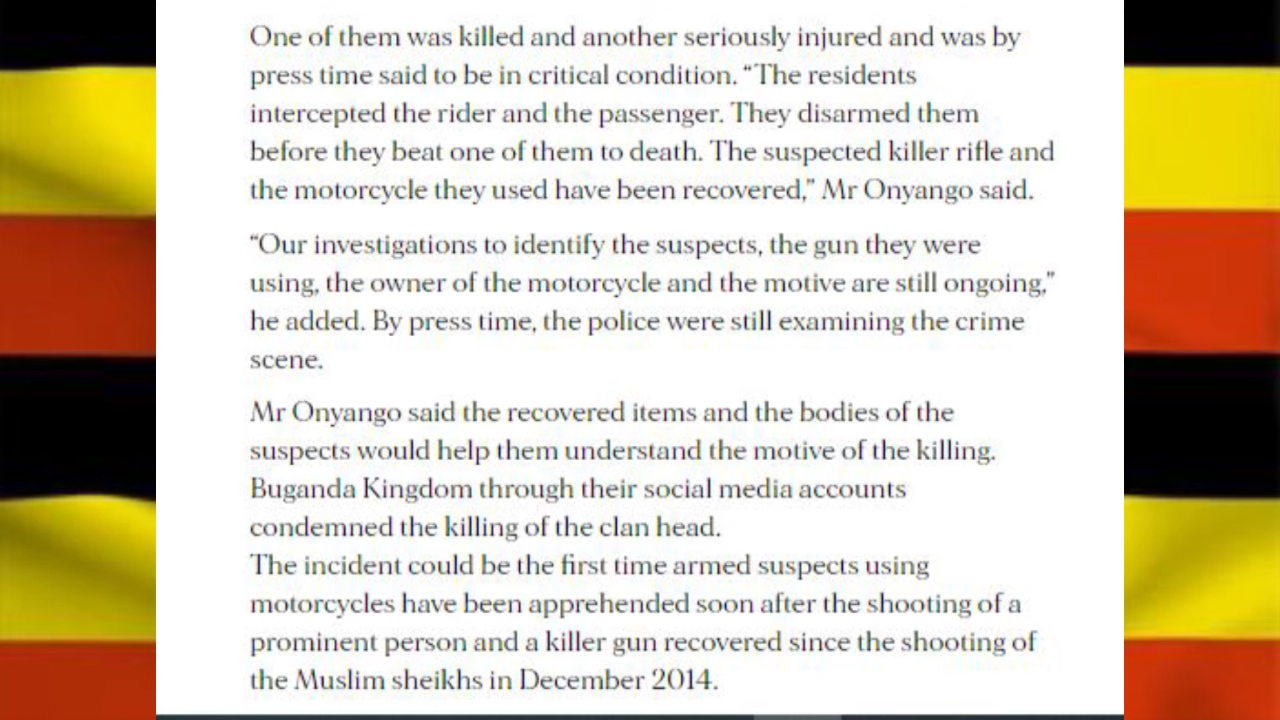 One of them was killed and another seriously injured and was by
press time said to be in critical condition. “The residents
intercepted the rider and the passenger. They disarmed them
before they beat one of them to death. The suspected killer rifle and
the motorcycle they used have been recovered,” Mr Onyango said.
“Our investigations to identify the suspects, the gun they were
using, the owner of the motorcycle and the motive are still ongoing,”
he added. By press time, the police were still examining the crime
scene.
Mr Onyango said the recovered items and the bodies of the
suspects would help them understand the motive of the killing.
Buganda Kingdom through their social media accounts
condemned the killing of the clan head.
The incident could be the first time armed suspects using
motorcycles have been apprehended soon after the shooting of a
prominent person and a killer gun recovered since the shooting of
the Muslim sheikhs in December 2014.